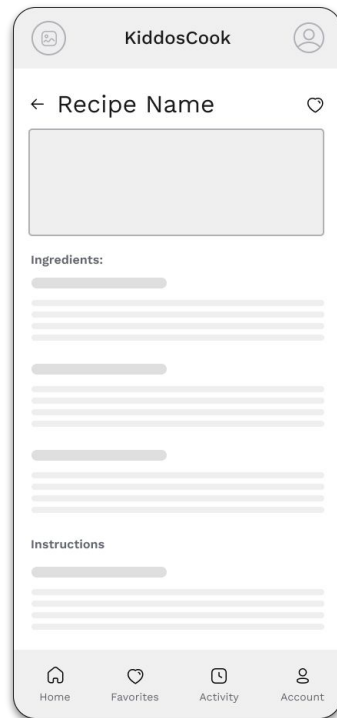 KiddosCook
Recipe Name
Ingredients:
Instructions
Home Favorites Activity Account